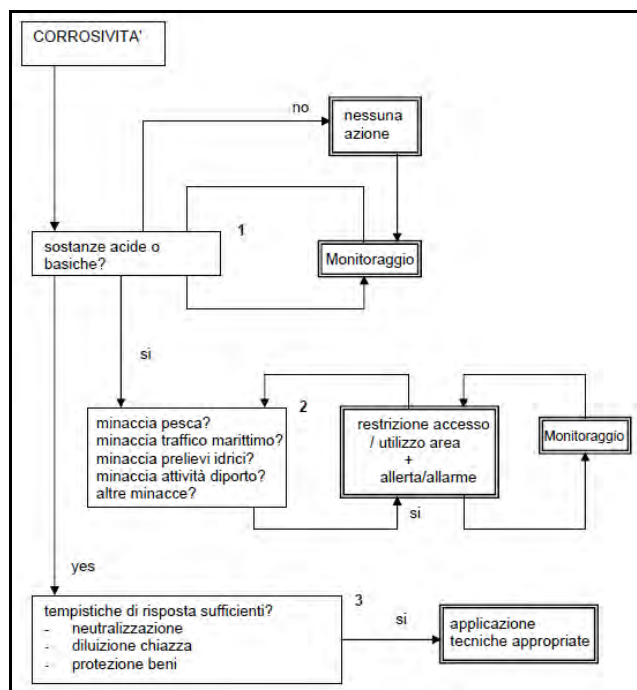 CORROSIVITA'
no
nessuna
azione
1
sostanze acide o
basiche?
Monitoraggio
si
2
minaccia pesca?
minaccia traffico marittimo?
minaccia prelievi idrici?
minaccia attività diporto?
altre minacce?
restrizione accesso
/ utilizzo area
+
allerta/allarme
Monitoraggio
si
yes
3
tempistiche di risposta sufficienti?
- neutralizzazione
- diluizione chiazza
- protezione beni
si
applicazione
tecniche appropriate